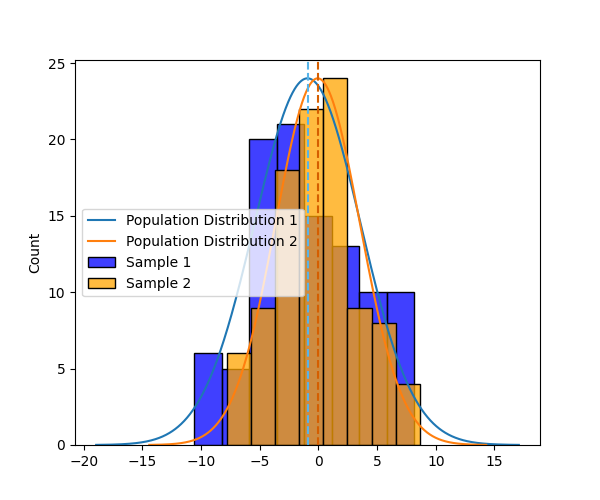 25
20
15
10
5
0
Count
Population Distribution 1
Population Distribution 2
Sample 1
Sample 2
−20 −15 −10 −5 0 5 10 15